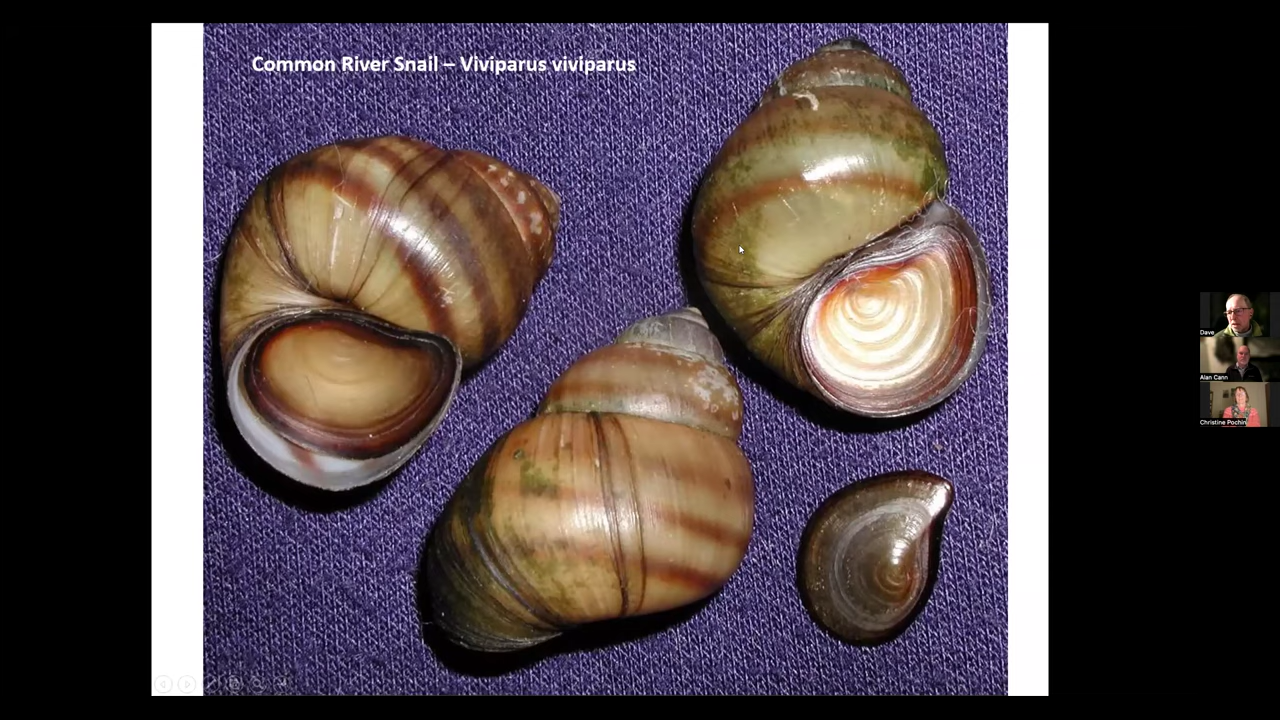 Common River Snail – Viviparus viviparus
Dave
Alan Cann
Christine Pochin